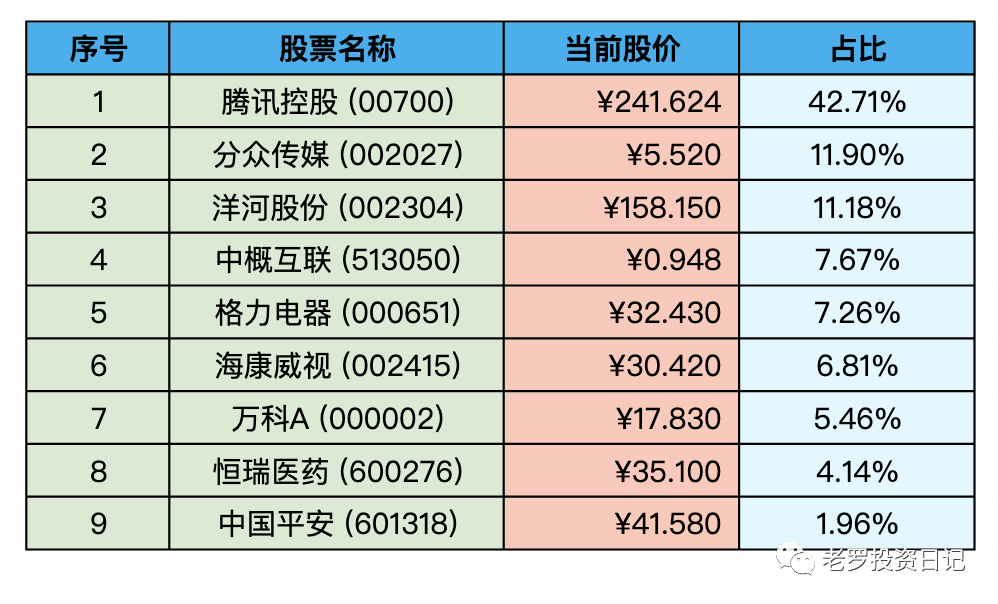 序号 股票名称 当前股价 占比
1 腾讯控股 (00700) ¥241.624 42.71%
2 分众传媒 (002027) ¥5.520 11.90%
3 洋河股份 (002304) ¥158.150 11.18%
4 中概互联 (513050) ¥0.948 7.67%
5 格力电器 (000651) ¥32.430 7.26%
6 海康威视 (002415) ¥30.420 6.81%
7 万科A (000002) ¥17.830 5.46%
8 恒瑞医药 (600276) ¥35.100 4.14%
9 中国平安 (601318) ¥41.580 1.96%
老罗投资日记